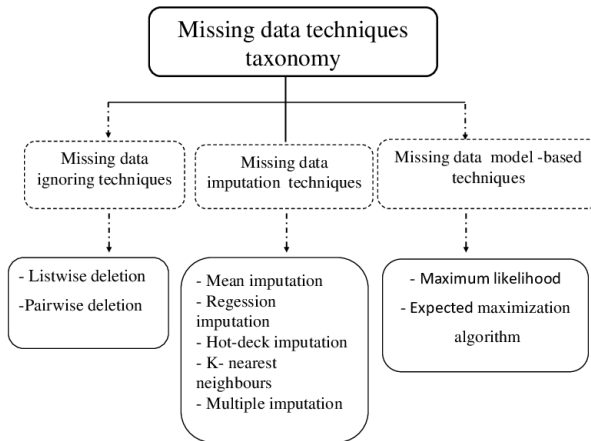 Missing data techniques
taxonomy
Missing data
ignoring techniques
Missing data
imputation techniques
Missing data model -based
techniques
- Listwise deletion
-Pairwise deletion
- Mean imputation
- Regression
imputation
- Hot-deck imputation
- K- nearest
neighbours
- Multiple imputation
- Maximum likelihood
- Expected maximization
algorithm